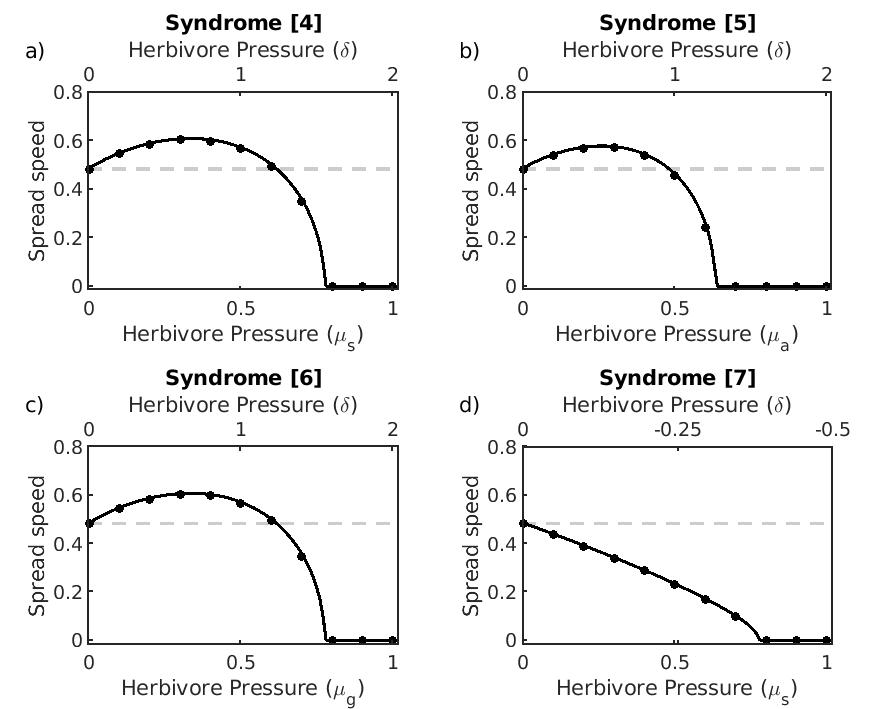 Syndrome [4]
a)
Herbivore Pressure (δ)
0 1 2
0.8
0.6
0.4
0.2
0
Spread speed
0 0.5 1
Herbivore Pressure (μs)
Syndrome [5]
b)
Herbivore Pressure (δ)
0 1 2
0.8
0.6
0.4
0.2
0
Spread speed
0 0.5 1
Herbivore Pressure (μa)
Syndrome [6]
c)
Herbivore Pressure (δ)
0 1 2
0.8
0.6
0.4
0.2
0
Spread speed
0 0.5 1
Herbivore Pressure (μg)
Syndrome [7]
d)
Herbivore Pressure (δ)
0 -0.25 -0.5
0.8
0.6
0.4
0.2
0
Spread speed
0 0.5 1
Herbivore Pressure (μs)